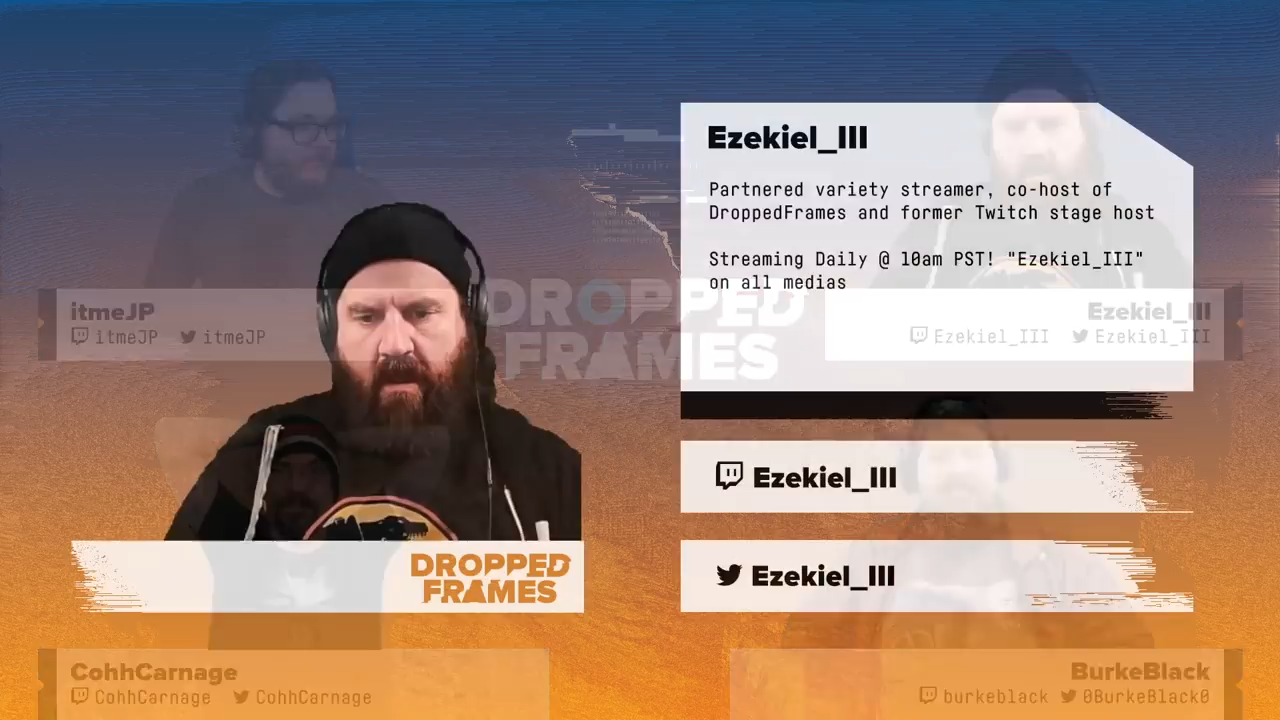 Ezekiel_III
Partnered variety streamer, co-host of
DroppedFrames and former Twitch stage host
Streaming Daily @ 10am PST! "Ezekiel_III"
on all medias
DROPPED
FRAMES
itmeJP
itmeJP itmeJP
Ezekiel_III
Ezekiel_III Ezekiel_III
Ezekiel_III
Ezekiel_III
DROPPED
FRAMES
CohhCarnage
CohhCarnage CohhCarnage
BurkeBlack
burkeblack 0BurkeBlack0